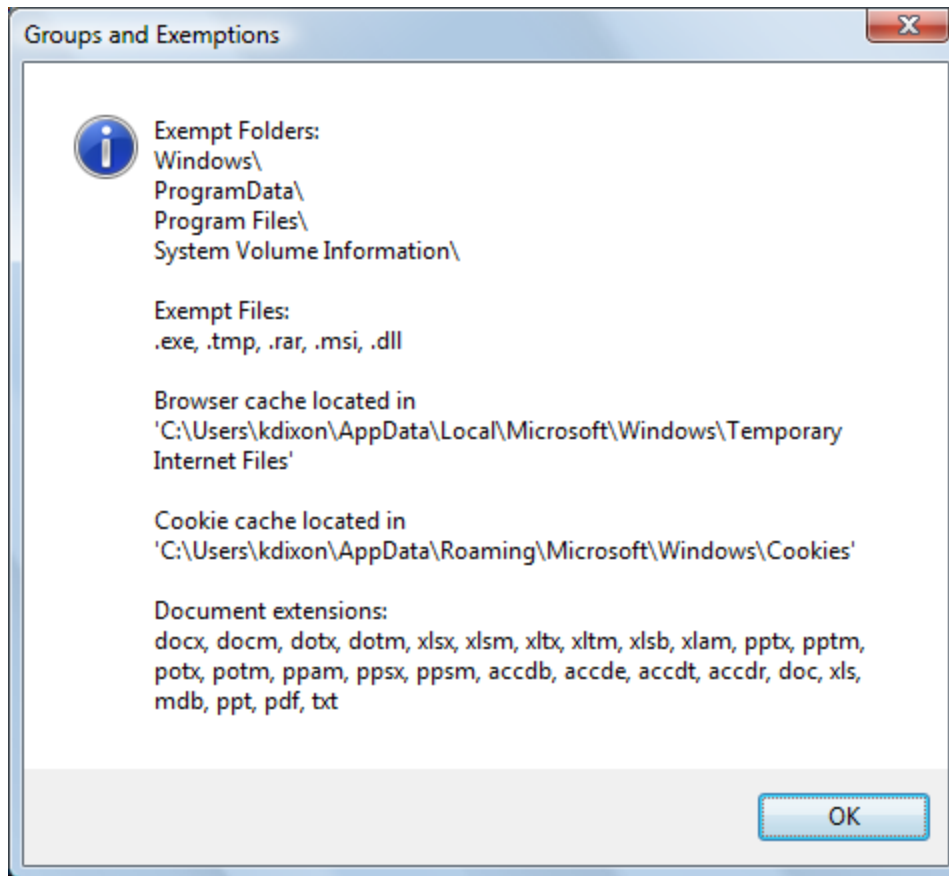 Groups and Exemptions
Exempt Folders:
Windows\
ProgramData\
Program Files\
System Volume Information\
Exempt Files:
.exe, .tmp, .rar, .msi, .dll
Browser cache located in
'C:\Users\kdixon\AppData\Local\Microsoft\Windows\Temporary
Internet Files'
Cookie cache located in
'C:\Users\kdixon\AppData\Roaming\Microsoft\Windows\Cookies'
Document extensions:
docx, docm, dotx, dotm, xlsx, xlsm, xltx, xltm, xlsb, xlam, pptx, pptm,
potx, potm, ppam, ppsx, ppsm, accdb, accde, accdt, accdr, doc, xls,
mdb, ppt, pdf, txt
OK